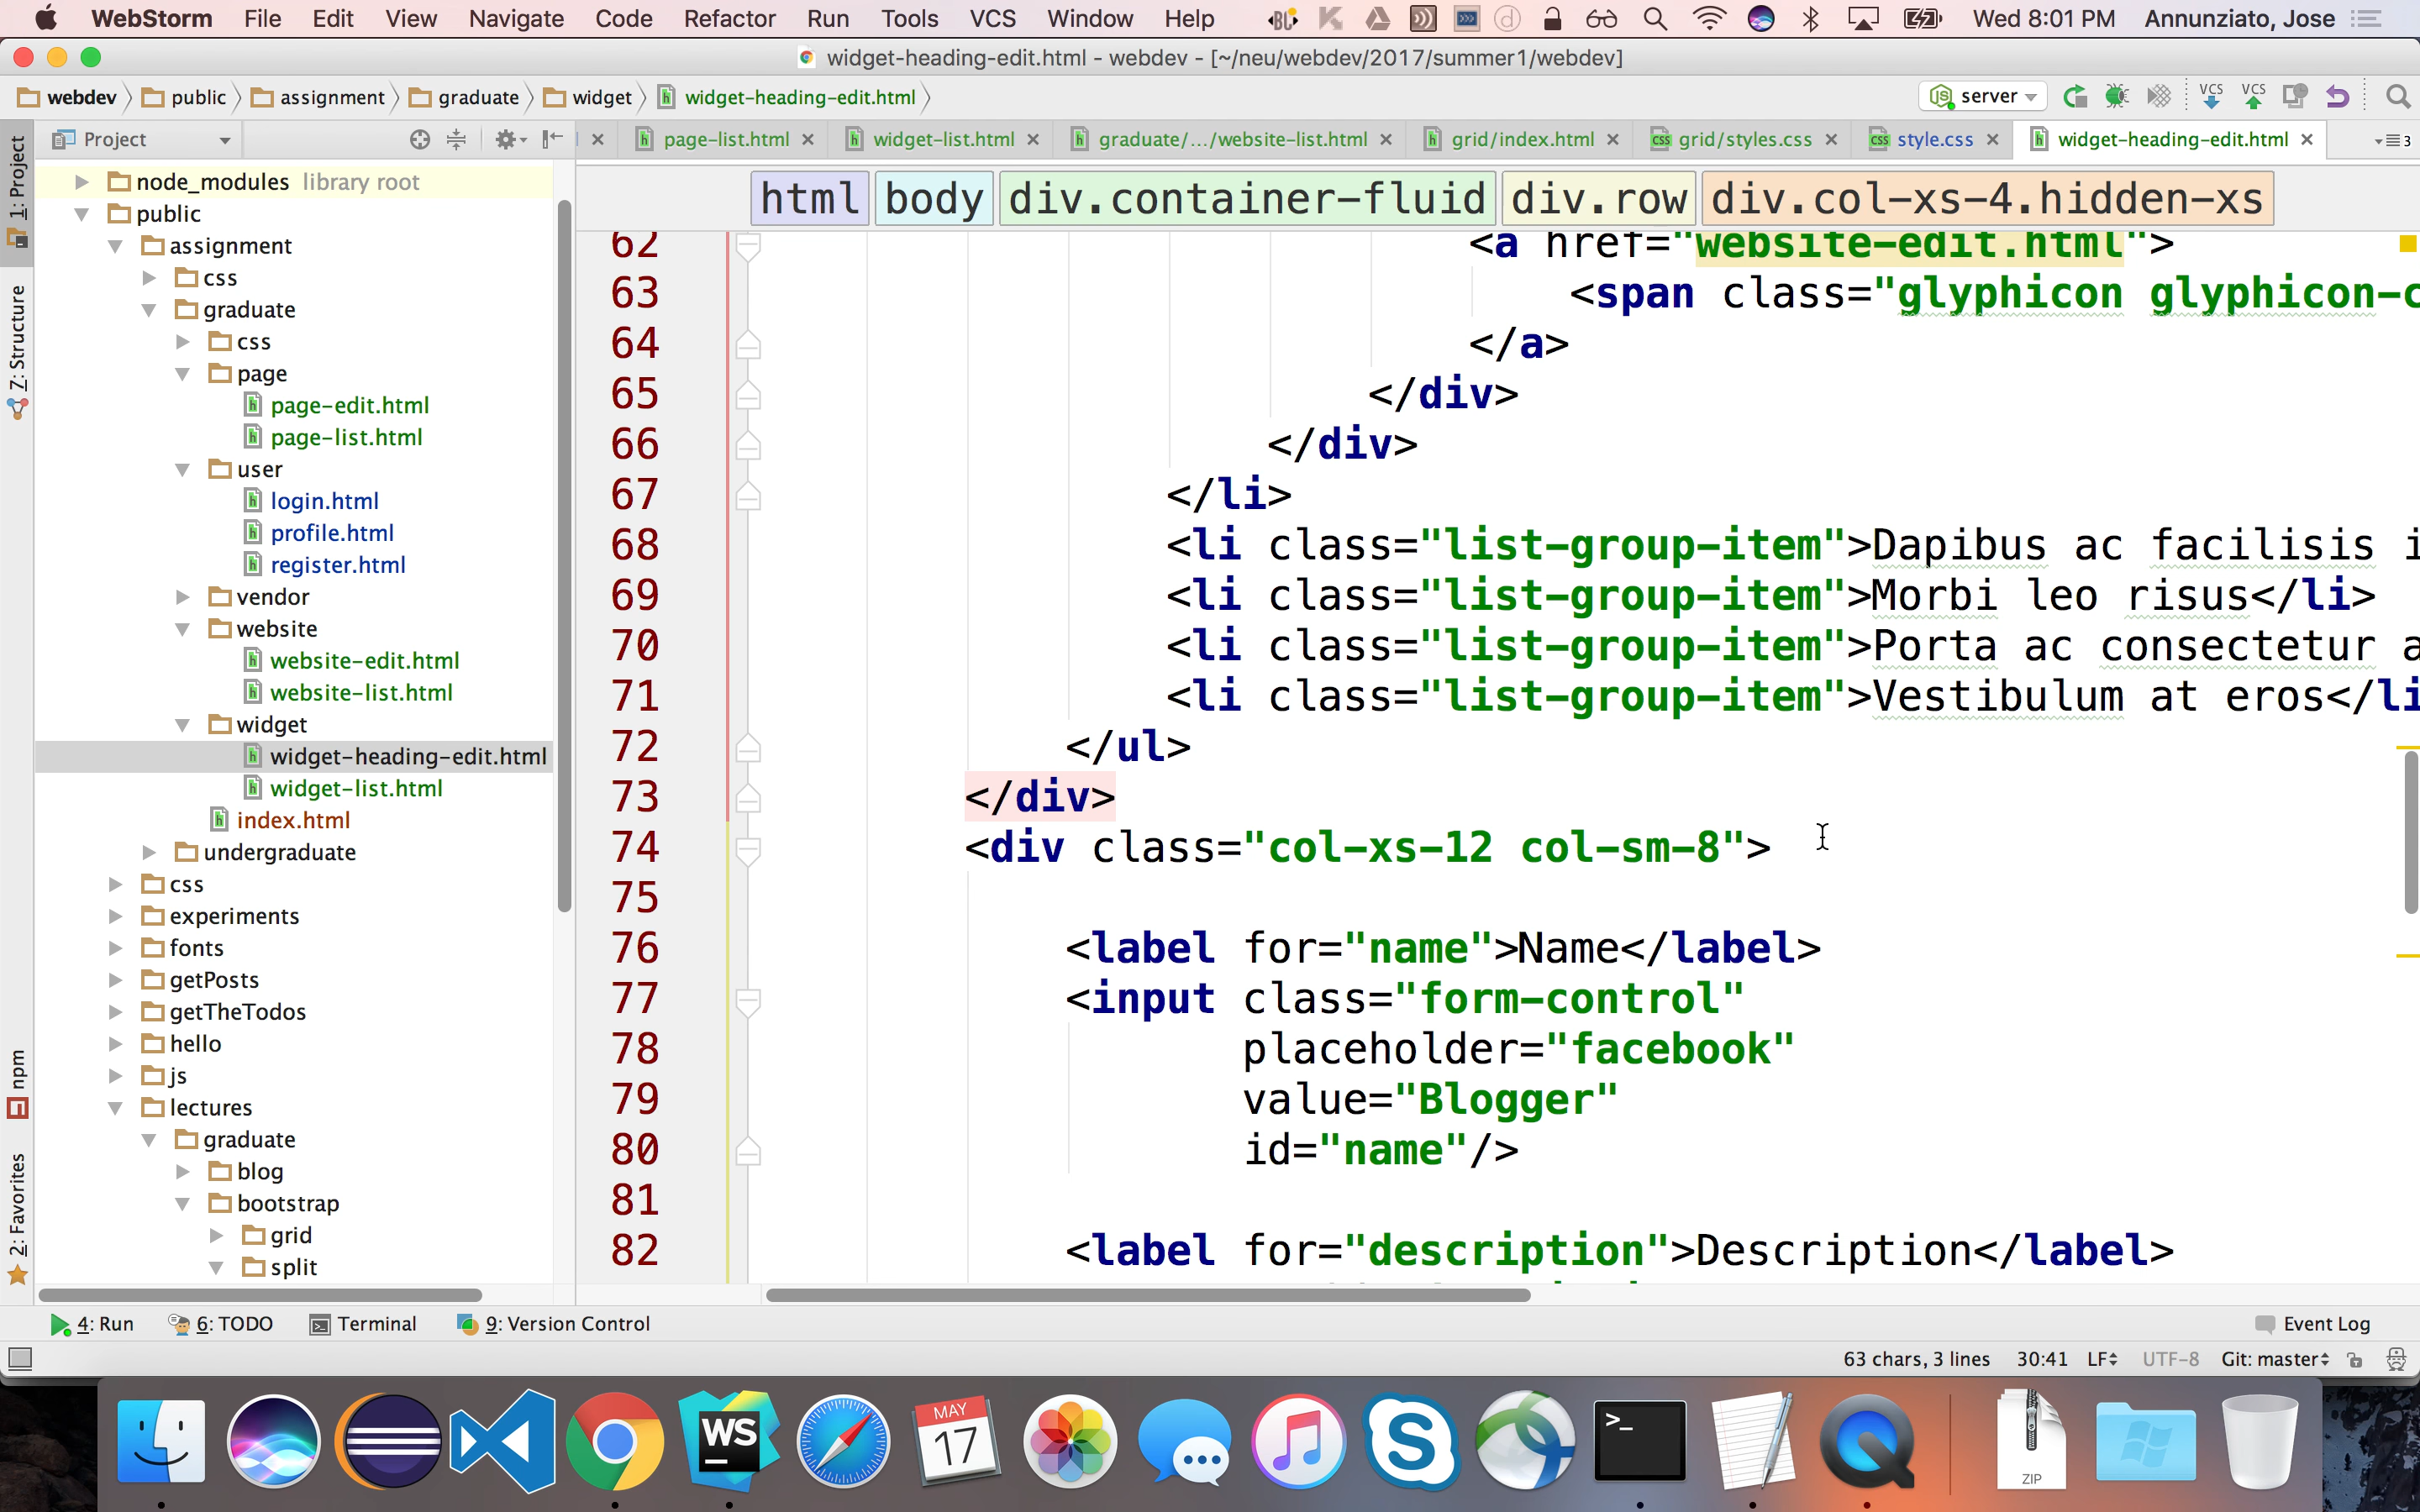 WebStorm File Edit View Navigate Code Refactor Run Tools VCS Window Help Wed 8:01 PM Annunziato, Jose
widget-heading-edit.html - webdev - [~/neu/webdev/2017/summer1/webdev]
webdev public assignment graduate widget widget-heading-edit.html server VCS VCS
Project page-list.html widget-list.html graduate/.../website-list.html grid/index.html grid/styles.css style.css widget-heading-edit.html 3
1: Project
7: Structure
npm
2: Favorites
node_modules library root
public
assignment
css
graduate
css
page
page-edit.html
page-list.html
user
login.html
profile.html
register.html
vendor
website
website-edit.html
website-list.html
widget
widget-heading-edit.html
widget-list.html
index.html
undergraduate
css
experiments
fonts
getPosts
getTheTodos
hello
js
lectures
graduate
blog
bootstrap
grid
split
html body div.container-fluid div.row div.col-xs-4.hidden-xs
62 <a href="website-edit.html">
63 <span class="glyphicon glyphicon-c
64 </a>
65 </div>
66 </div>
67 </li>
68 <li class="list-group-item">Dapibus ac facilisis i
69 <li class="list-group-item">Morbi leo risus</li>
70 <li class="list-group-item">Porta ac consectetur a
71 <li class="list-group-item">Vestibulum at eros</li
72 </ul>
73 </div>
74 <div class="col-xs-12 col-sm-8">
75
76 <label for="name">Name</label>
77 <input class="form-control"
78 placeholder="facebook"
79 value="Blogger"
80 id="name"/>
81
82 <label for="description">Description</label>
4: Run 6: TODO Terminal 9: Version Control Event Log
63 chars, 3 lines 30:41 LF UTF-8 Git: master
WS
MAY
17
ZIP